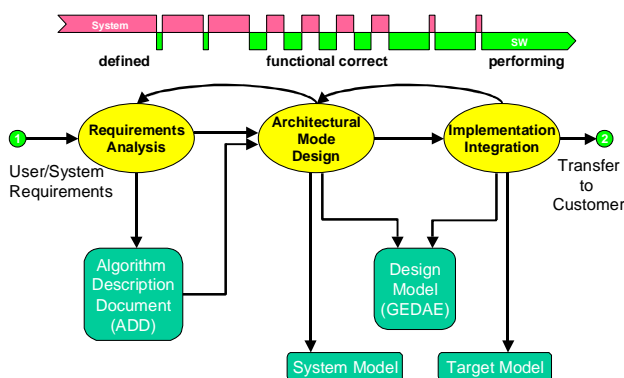 System
SW
defined
functional correct
performing
Requirements
Analysis
Architectural
Mode
Design
Implementation
Integration
1
2
User/System
Requirements
Transfer
to
Customer
Algorithm
Description
Document
(ADD)
Design
Model
(GEDAE)
System Model
Target Model